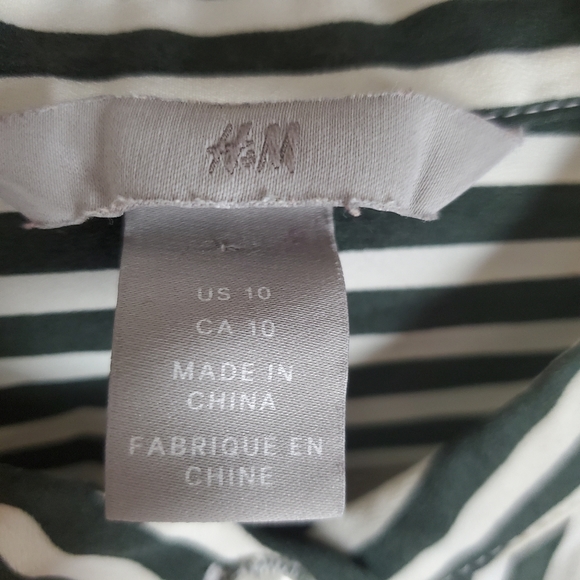 H&M
US 10
CA 10
MADE IN
CHINA
FABRIQUE EN
CHINE